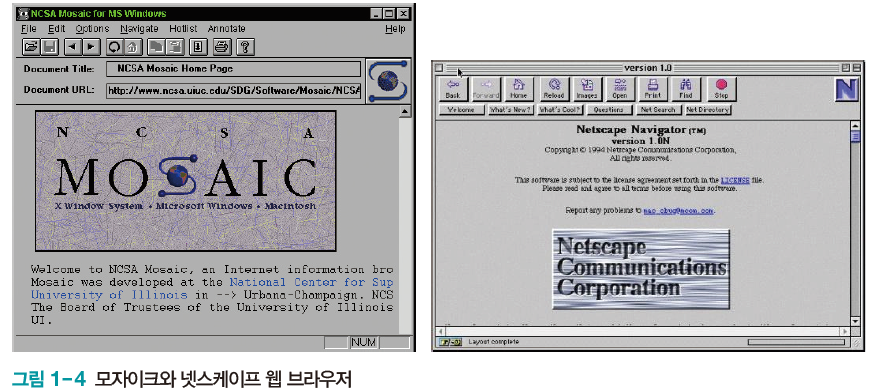 NCSA Mosaic for MS Windows
File Edit Options Navigate Hotlist Annotate Help
Document Title: NCSA Mosaic Home Page
Document URL: http://www.ncsa.uiuc.edu/SDG/Software/Mosaic/NCSA
N C S A
MOSAIC
X Window System • Microsoft Windows • Macintosh
Welcome to NCSA Mosaic, an Internet information bro
Mosaic was developed at the National Center for Sup
University of Illinois in --> Urbana-Champaign. NCS
The Board of Trustees of the University of Illinois
UI.
NUM
version 1.0
Back Forward Home Reload Images Open Print Find Stop
N
Welcome What's New? What's Cool? Questions Net Search Net Directory
Netscape Navigator (TM)
version 1.0N
Copyright © 1994 Netscape Communications Corporation,
All rights reserved.
This software is subject to the license agreement set forth in the LICENSE file.
Please read and agree to all terms before using this software.
Report any problems to mac_cbug@mcom.com.
Netscape
Communications
Corporation
Layout complete
그림 1-4 모자이크와 넷스케이프 웹 브라우저